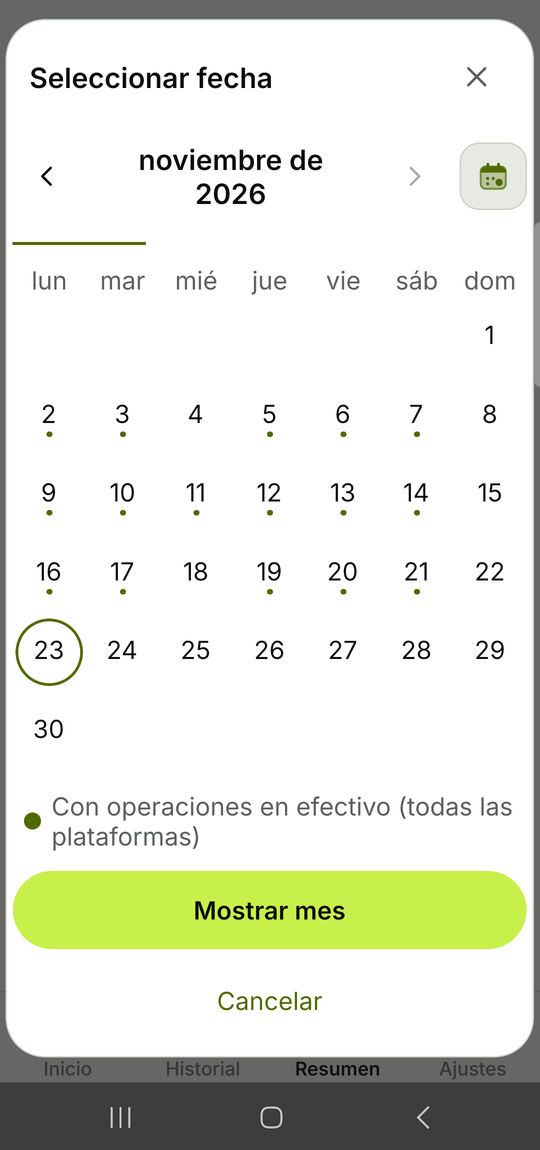 Seleccionar fecha
noviembre de
2026
lun mar mié jue vie sáb dom
1
2 3 4 5 6 7 8
9 10 11 12 13 14 15
16 17 18 19 20 21 22
23 24 25 26 27 28 29
30
Con operaciones en efectivo (todas las
plataformas)
Mostrar mes
Cancelar
Inicio Historial Resumen Ajustes